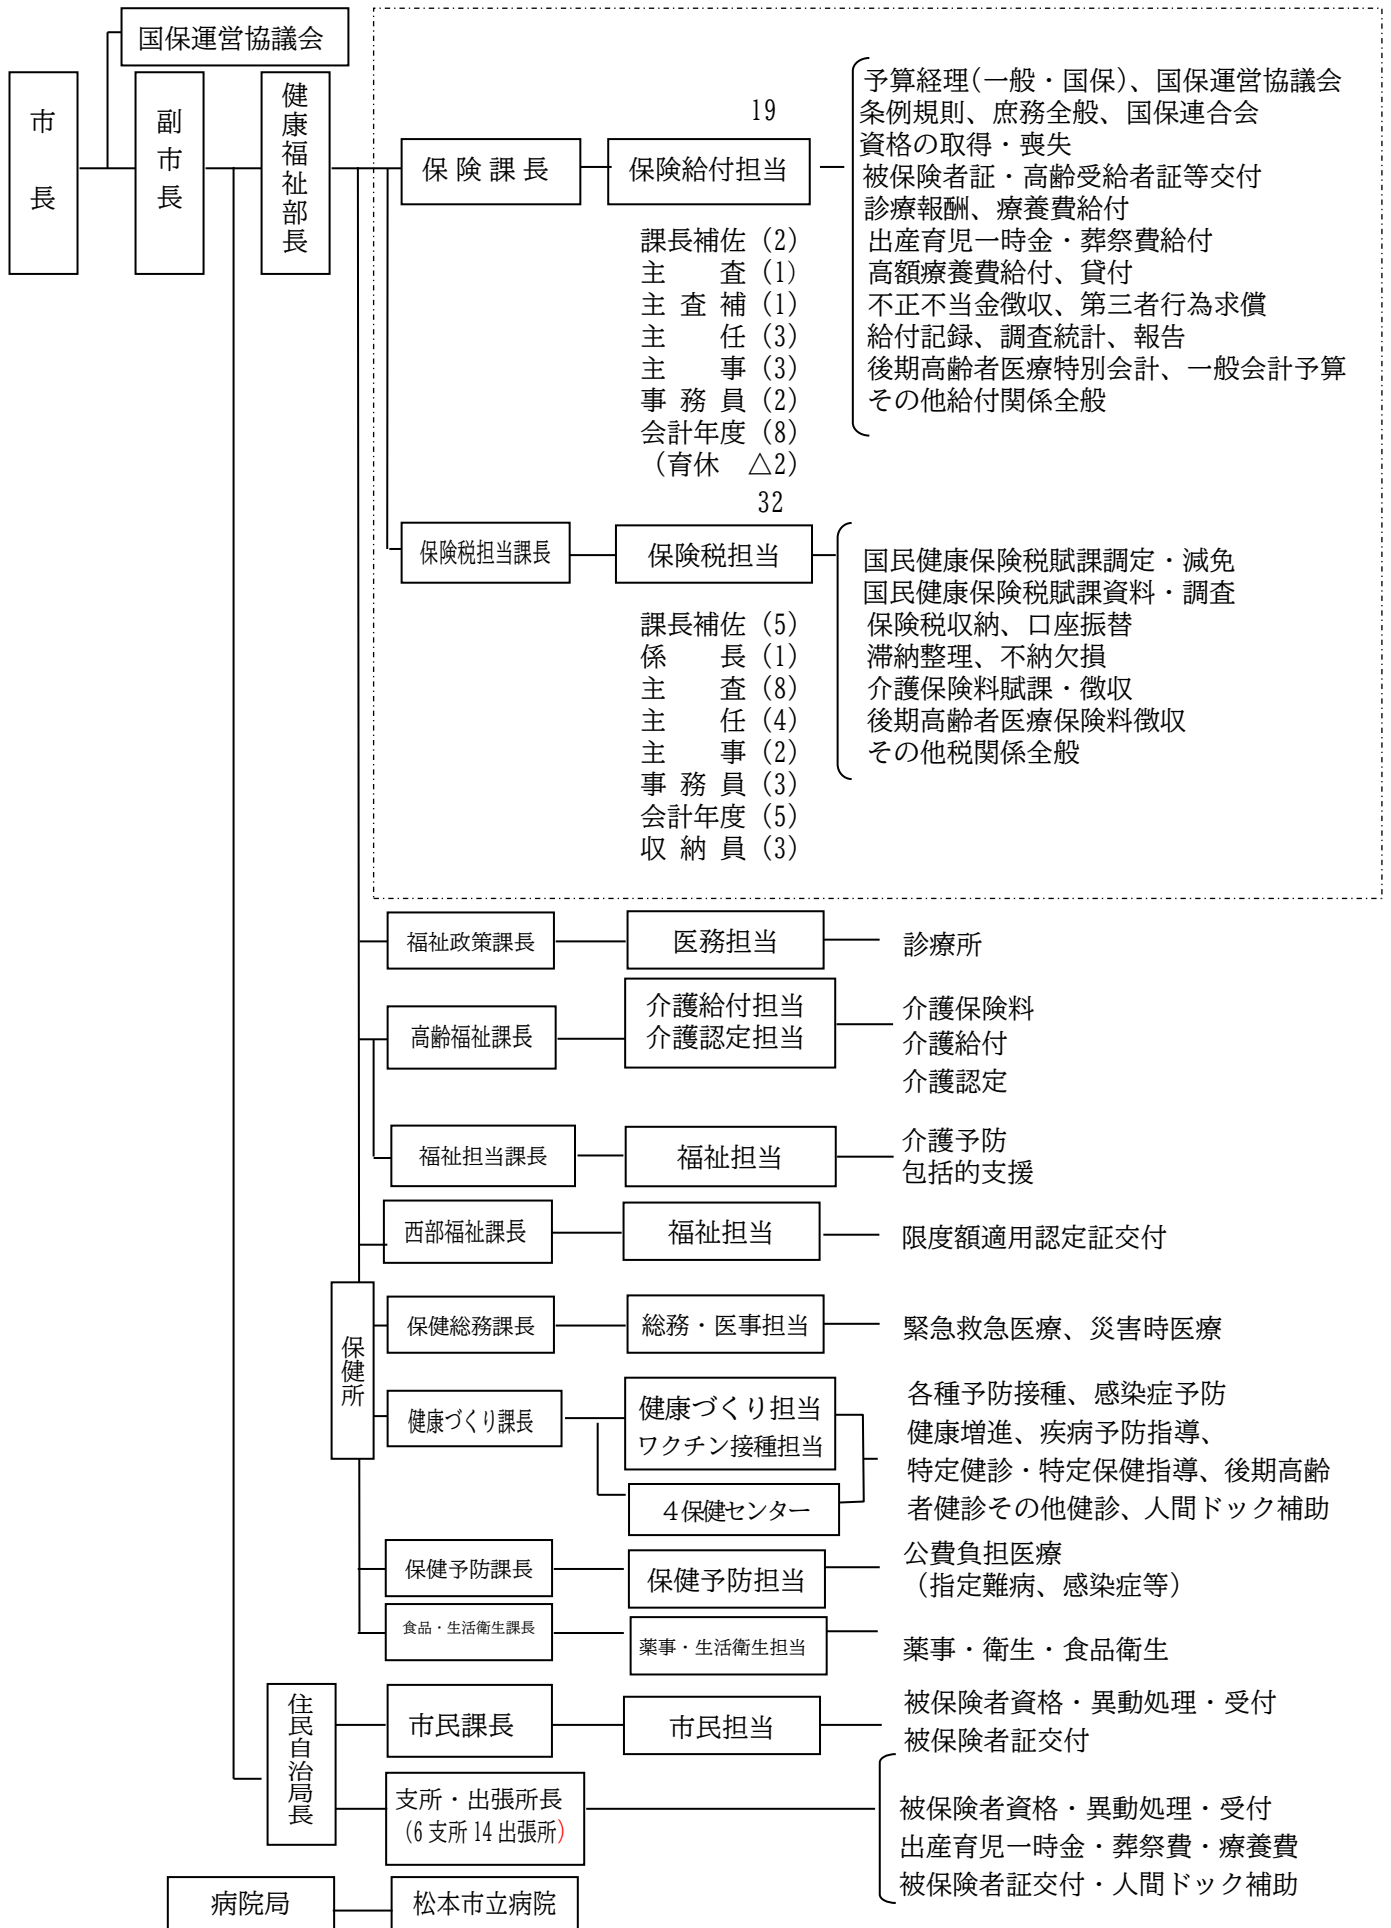 国保運営協議会
市長
副市長
健康福祉部長
19
保険課長
保険給付担当
予算経理(一般・国保)、国保運営協議会
条例規則、庶務全般、国保連合会
資格の取得・喪失
被保険者証・高齢受給者証等交付
診療報酬、療養費給付
出産育児一時金・葬祭費給付
高額療養費給付、貸付
不正不当金徴収、第三者行為求償
給付記録、調査統計、報告
後期高齢者医療特別会計、一般会計予算
その他給付関係全般
課長補佐(2)
主　　査(1)
主 査 補(1)
主　　任(3)
主　　事(3)
事 務 員(2)
会計年度(8)
(育休　△2)
32
保険税担当課長
保険税担当
国民健康保険税賦課調定・減免
国民健康保険税賦課資料・調査
保険税収納、口座振替
滞納整理、不納欠損
介護保険料賦課・徴収
後期高齢者医療保険料徴収
その他税関係全般
課長補佐(5)
係　　長(1)
主　　査(8)
主　　任(4)
主　　事(2)
事 務 員(3)
会計年度(5)
収 納 員(3)
福祉政策課長
医務担当
診療所
高齢福祉課長
介護給付担当
介護認定担当
介護保険料
介護給付
介護認定
福祉担当課長
福祉担当
介護予防
包括的支援
西部福祉課長
福祉担当
限度額適用認定証交付
保健所
保健総務課長
総務・医事担当
緊急救急医療、災害時医療
健康づくり課長
健康づくり担当
ワクチン接種担当
４保健センター
各種予防接種、感染症予防
健康増進、疾病予防指導、
特定健診・特定保健指導、後期高齢
者健診その他健診、人間ドック補助
保健予防課長
保健予防担当
公費負担医療
（指定難病、感染症等）
食品・生活衛生課長
薬事・生活衛生担当
薬事・衛生・食品衛生
住民自治局長
市民課長
市民担当
被保険者資格・異動処理・受付
被保険者証交付
支所・出張所長
（6 支所 14 出張所）
被保険者資格・異動処理・受付
出産育児一時金・葬祭費・療養費
被保険者証交付・人間ドック補助
病院局
松本市立病院